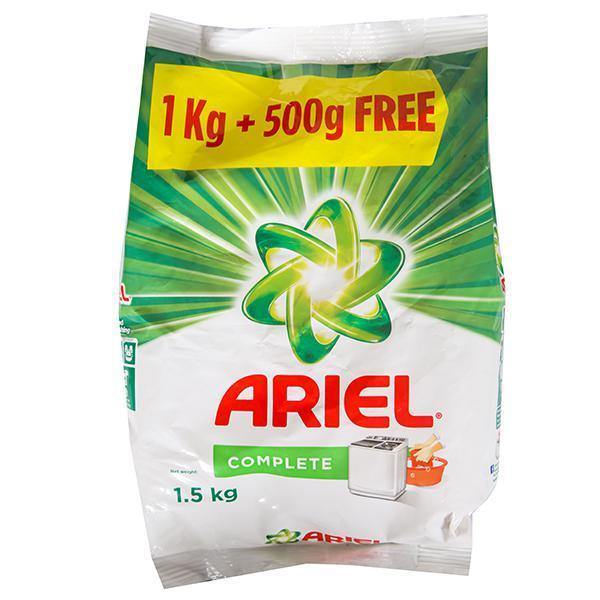 1 Kg + 500g FREE
ARIEL®
COMPLETE
Net weight:
1.5 kg
ARIEL